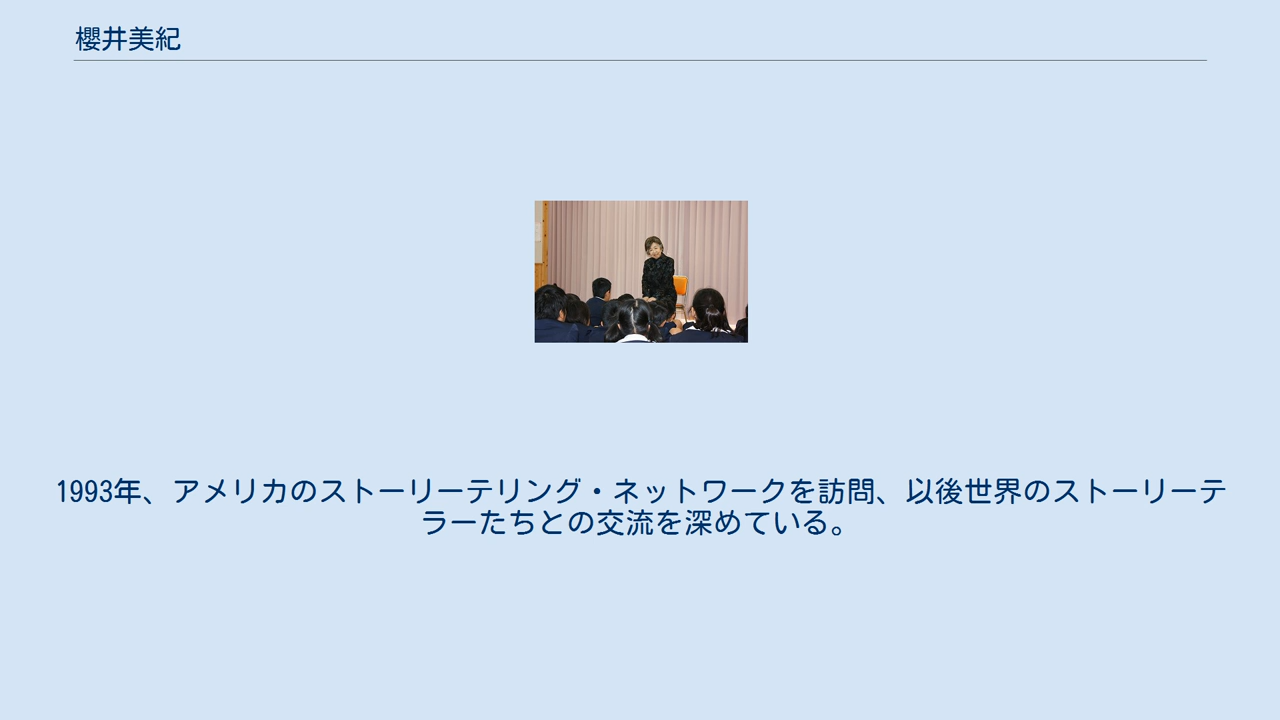 櫻井美紀
1993年、アメリカのストーリーテリング・ネットワークを訪問、以後世界のストーリーテ
ラーたちとの交流を深めている。